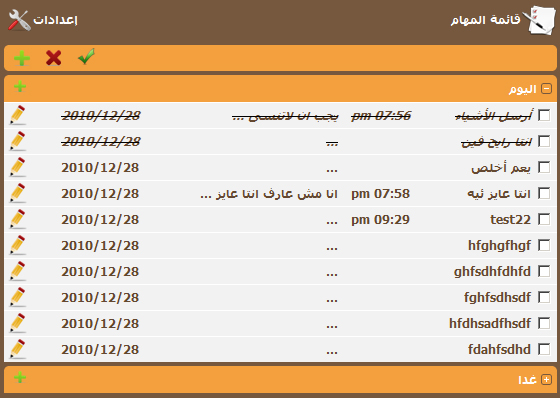 قائمة المهام إعدادات
اليوم
أرسل الأشياء 07:56 pm يجب ان لاتنسى ... 2010/12/28
انتا رايح فين ... 2010/12/28
يعم أخلص ... 2010/12/28
انتا عايز ئيه 07:58 pm انا مش عارف انتا عايز ... 2010/12/28
test22 09:29 pm ... 2010/12/28
hfghgfhgf ... 2010/12/28
ghfsdhfdhfd ... 2010/12/28
fghfsdhsdf ... 2010/12/28
hfdhsadfhsdf ... 2010/12/28
fdahfsdhd ... 2010/12/28
غدا